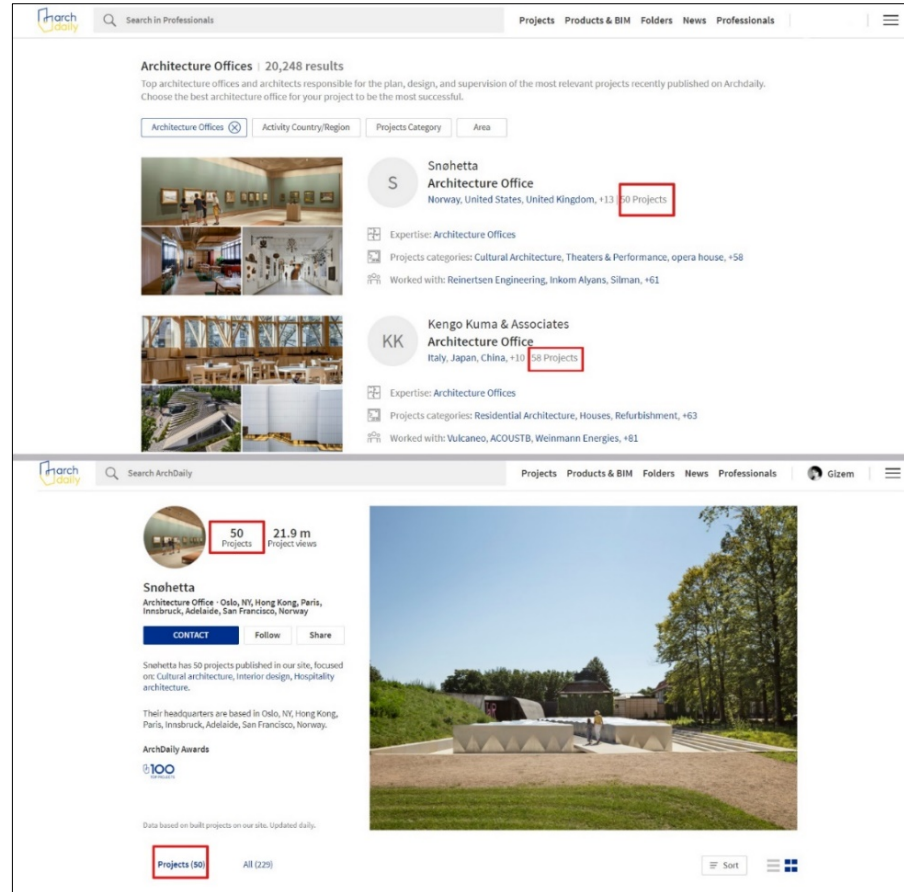 arch
daily
Search in Professionals
Projects Products & BIM Folders News Professionals
Architecture Offices | 20,248 results
Top architecture offices and architects responsible for the plan, design, and supervision of the most relevant projects recently published on Archdaily.
Choose the best architecture office for your project to be the most successful.
Architecture Offices Activity Country/Region Projects Category Area
S
Snøhetta
Architecture Office
Norway, United States, United Kingdom, +13 | 50 Projects
Expertise: Architecture Offices
Projects categories: Cultural Architecture, Theaters & Performance, opera house, +58
Worked with: Reinertsen Engineering, Inkom Alyans, Silman, +61
KK
Kengo Kuma & Associates
Architecture Office
Italy, Japan, China, +10 | 58 Projects
Expertise: Architecture Offices
Projects categories: Residential Architecture, Houses, Refurbishment, +63
Worked with: Vulcaneo, ACOUSTB, Weinmann Energies, +81
arch
daily
Search ArchDaily
Projects Products & BIM Folders News Professionals Gizem
50 21.9 m
Projects Project views
Snøhetta
Architecture Office · Oslo, NY, Hong Kong, Paris,
Innsbruck, Adelaide, San Francisco, Norway
CONTACT Follow Share
Snøhetta has 50 projects published in our site, focused
on: Cultural architecture, Interior design, Hospitality
architecture.
Their headquarters are based in Oslo, NY, Hong Kong,
Paris, Innsbruck, Adelaide, San Francisco, Norway.
ArchDaily Awards
100
Data based on built projects on our site. Updated daily.
Projects (50) All (229) Sort